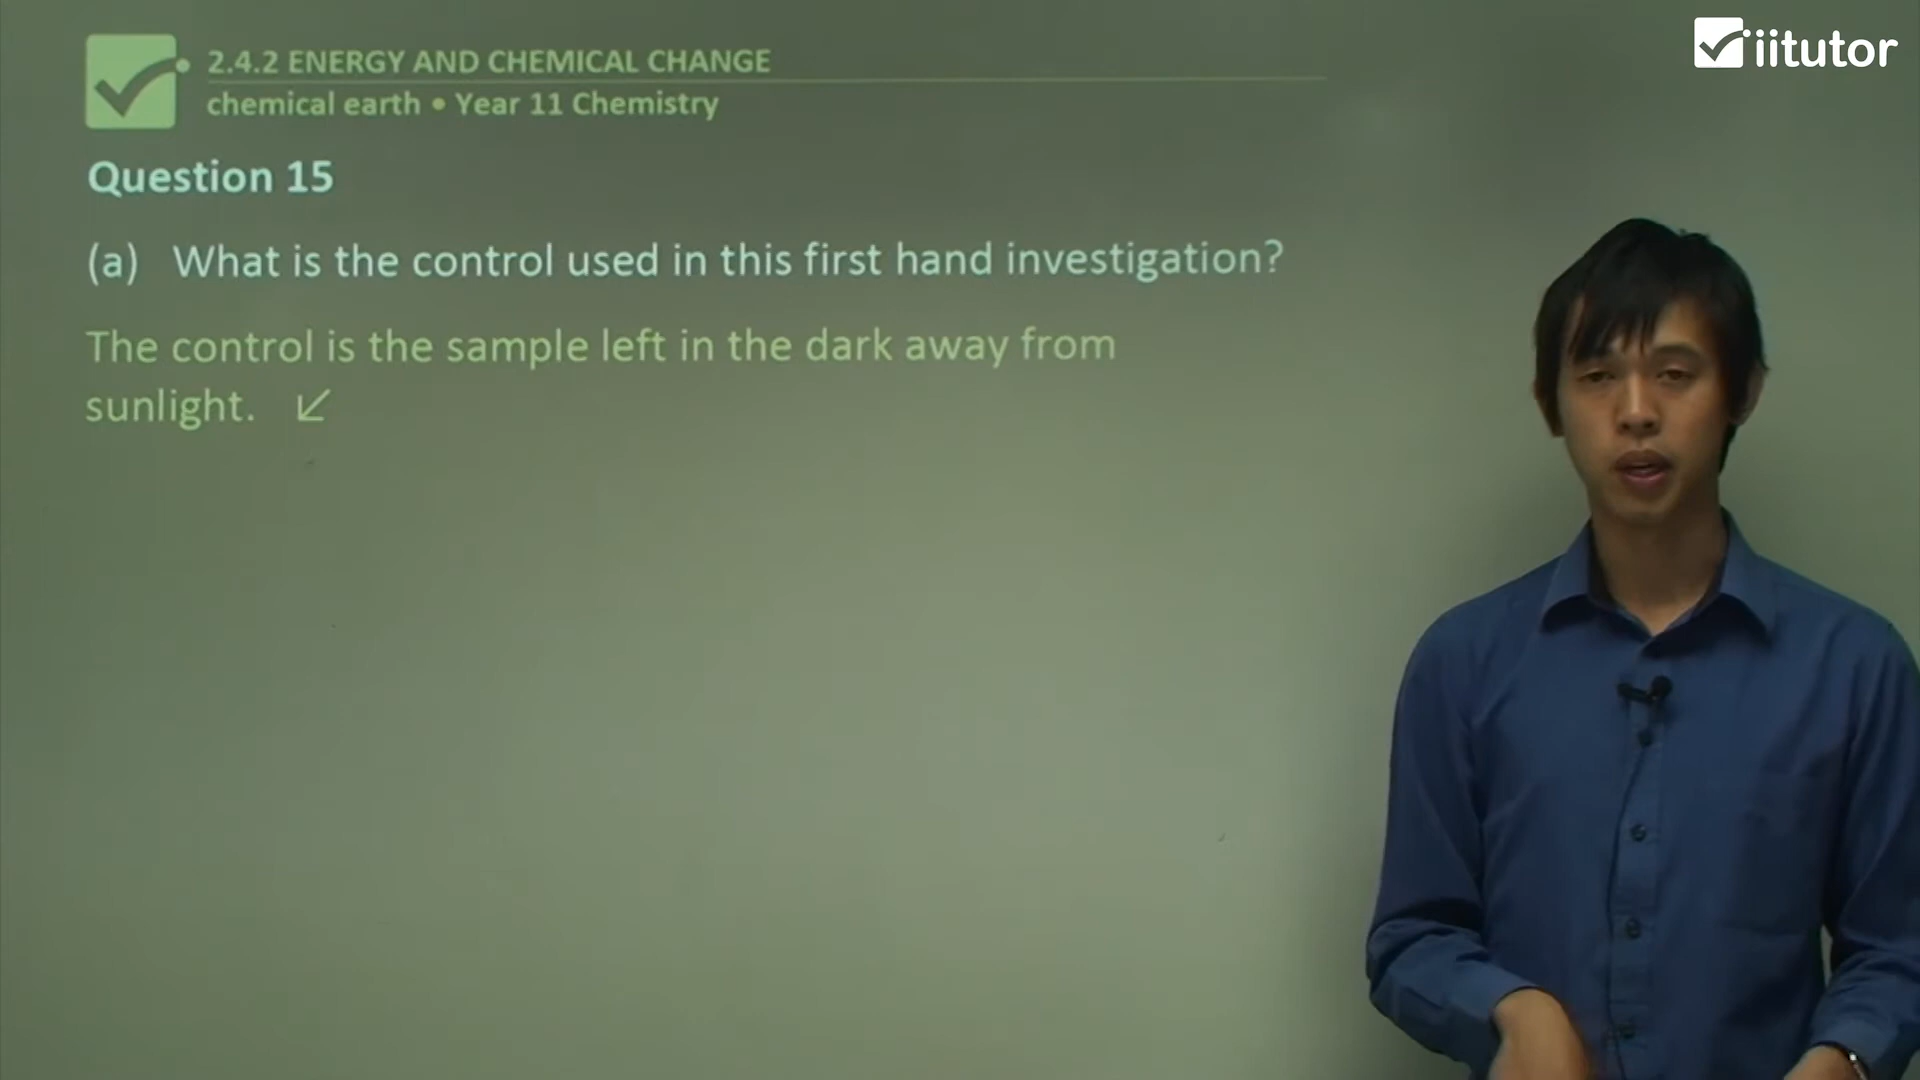 iitutor
2.4.2 ENERGY AND CHEMICAL CHANGE
chemical earth • Year 11 Chemistry
Question 15
(a) What is the control used in this first hand investigation?
The control is the sample left in the dark away from
sunlight. ↙